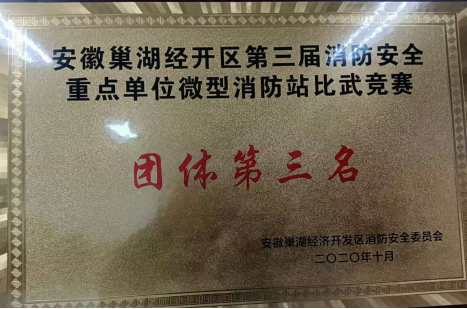 安徽巢湖经开区第三届消防安全
重点单位微型消防站比武竞赛
团体第三名
安徽巢湖经济开发区消防安全委员会
二〇二〇年十月